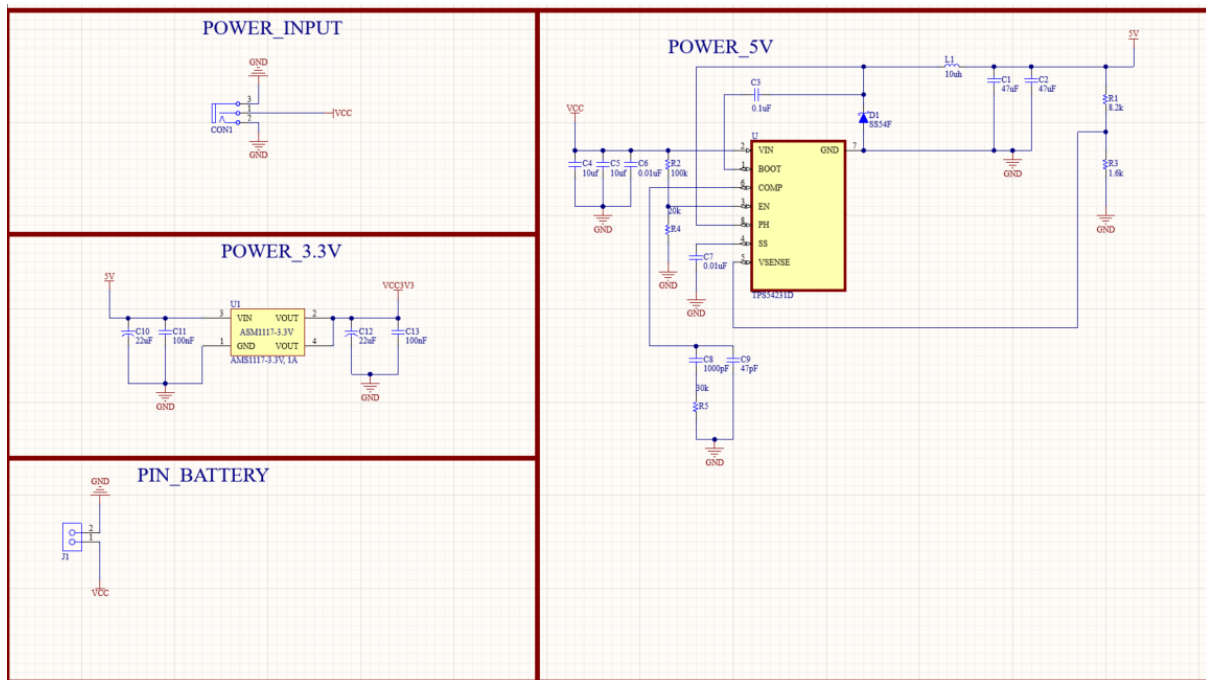 POWER_INPUT
GND
3
1
2
VCC
CON1
GND
POWER_3.3V
5V
VCC3V3
U1
3
VIN
VOUT
2
C10
22uF
C11
100nF
ASM1117-3.3V
C12
22uF
C13
100nF
1
GND
VOUT
4
AMS1117-3.3V, 1A
GND
GND
PIN_BATTERY
GND
2
1
J1
VCC
POWER_5V
5V
L1
10uh
C3
0.1uF
C1
47uF
C2
47uF
R1
8.2k
VCC
D1
SS54F
U
2
VIN
GND
7
1
BOOT
6
COMP
3
EN
8
PH
4
SS
5
VSENSE
TPS54231D
C4
10uf
C5
10uf
C6
0.01uF
R2
100k
20k
R4
GND
GND
C7
0.01uF
GND
GND
R3
1.6k
GND
C8
1000pF
C9
47pF
30k
R5
GND